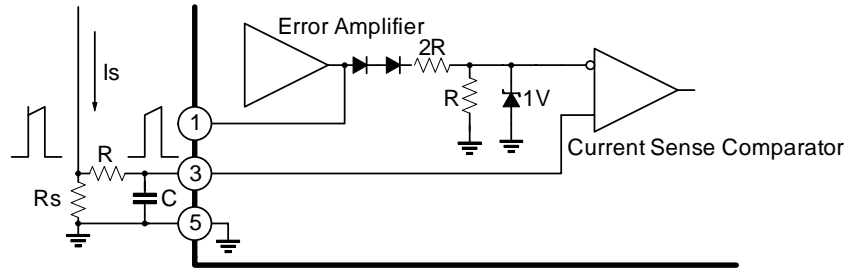 Error Amplifier
2R
Is
R
1V
1
R
Current Sense Comparator
3
Rs
C
5